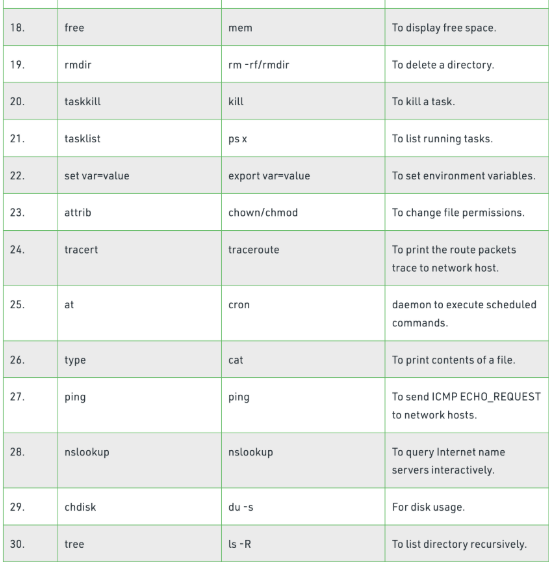 18. free mem To display free space.
19. rmdir rm -rf/rmdir To delete a directory.
20. taskkill kill To kill a task.
21. tasklist ps x To list running tasks.
22. set var=value export var=value To set environment variables.
23. attrib chown/chmod To change file permissions.
24. tracert traceroute To print the route packets
trace to network host.
25. at cron daemon to execute scheduled
commands.
26. type cat To print contents of a file.
27. ping ping To send ICMP ECHO_REQUEST
to network hosts.
28. nslookup nslookup To query Internet name
servers interactively.
29. chdisk du -s For disk usage.
30. tree ls -R To list directory recursively.